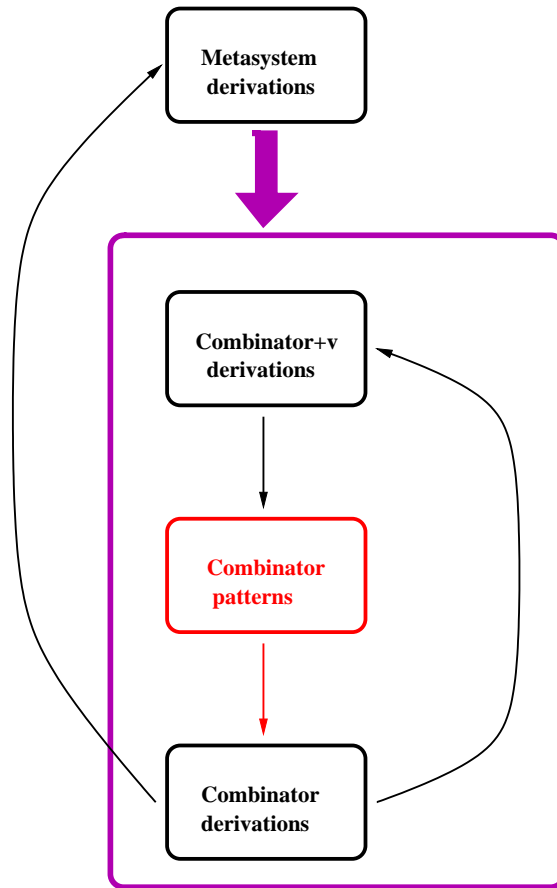 Metasystem
derivations
Combinator+v
derivations
Combinator
patterns
Combinator
derivations